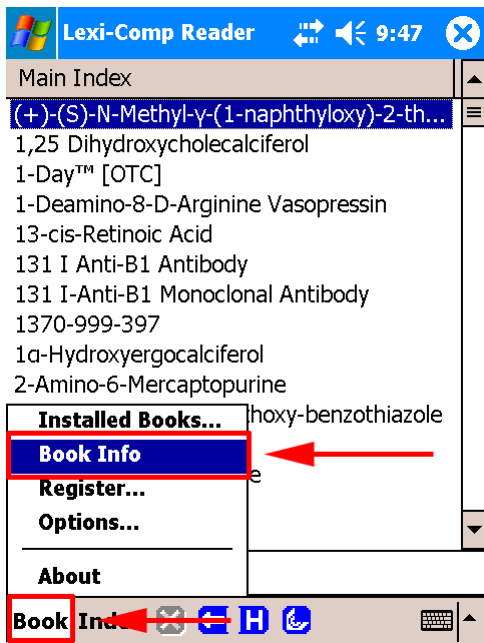 Lexi-Comp Reader 9:47
Main Index
(+)-(S)-N-Methyl-γ-(1-naphthyloxy)-2-th...
1,25 Dihydroxycholecalciferol
1-Day™ [OTC]
1-Deamino-8-D-Arginine Vasopressin
13-cis-Retinoic Acid
131 I Anti-B1 Antibody
131 I-Anti-B1 Monoclonal Antibody
1370-999-397
1α-Hydroxyergocalciferol
2-Amino-6-Mercaptopurine
Installed Books... hoxy-benzothiazole
Book Info
Register...
Options...
About
Book H